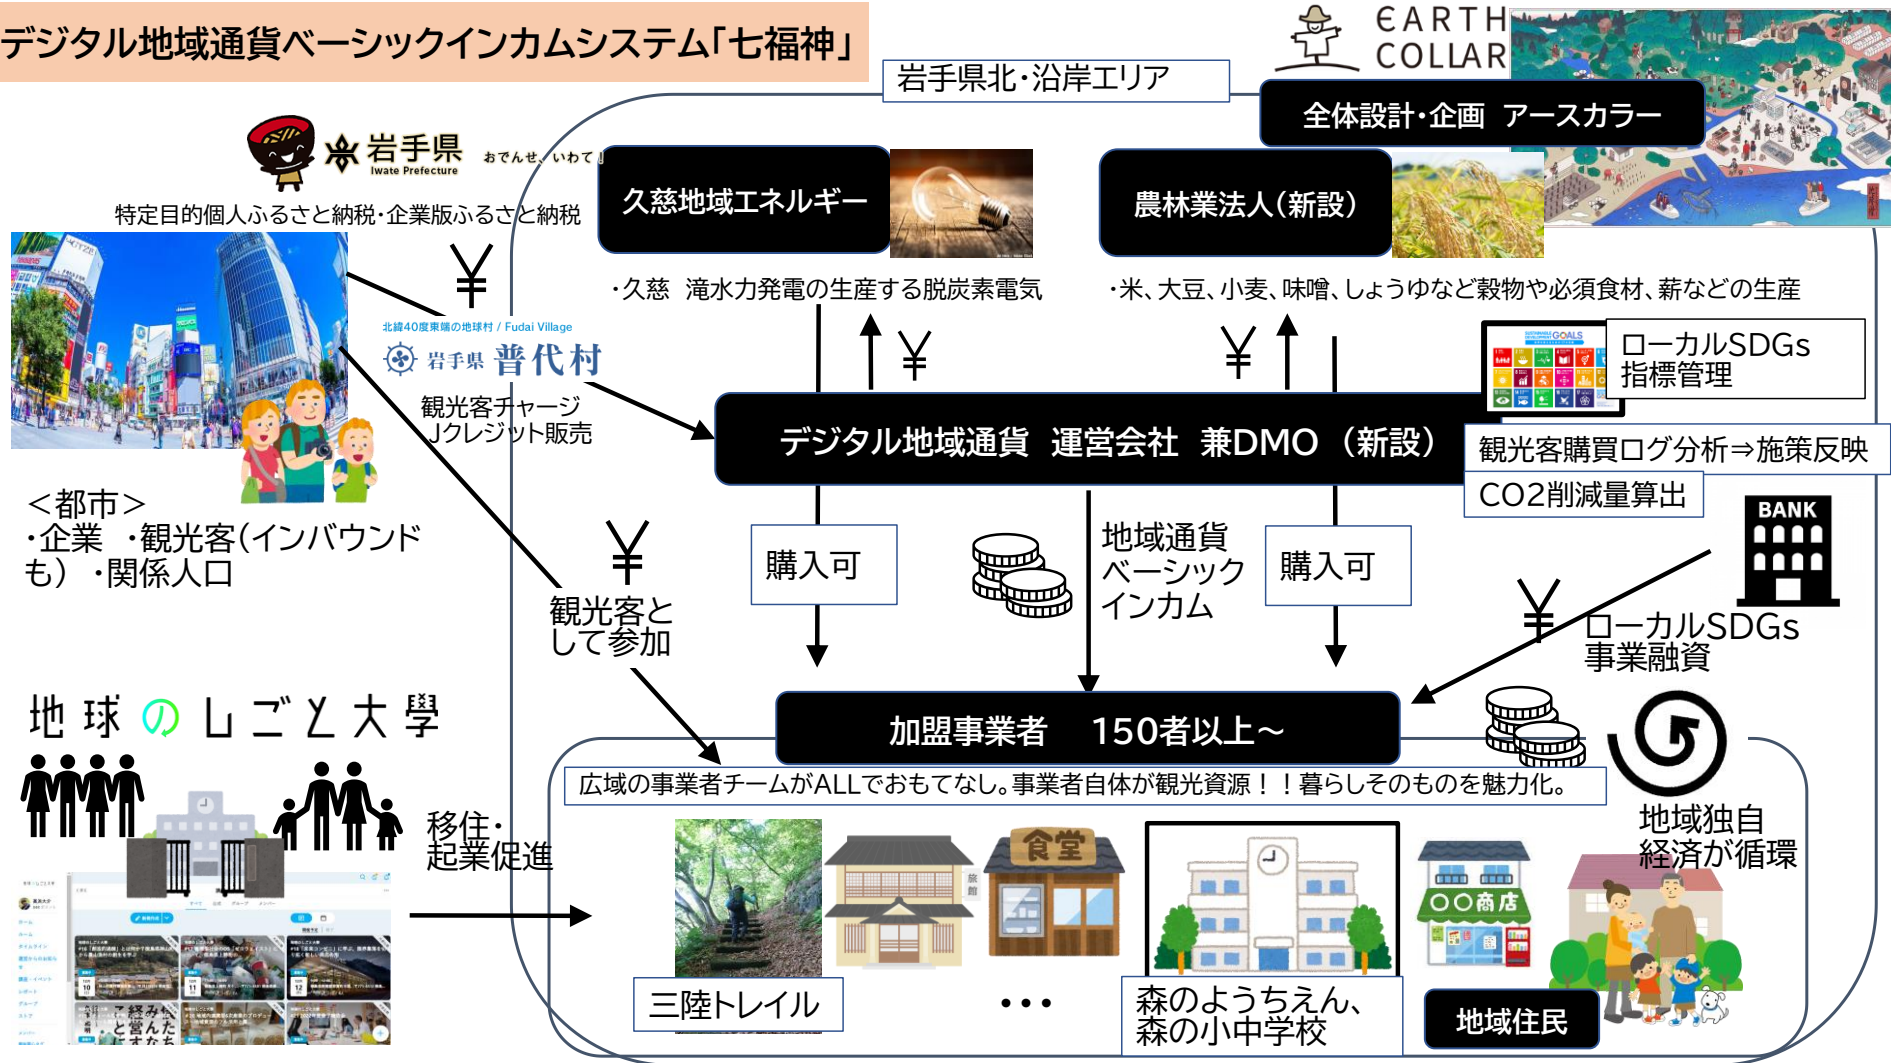 デジタル地域通貨ベーシックインカムシステム「七福神」
EARTH
COLLAR
岩手県北・沿岸エリア
全体設計・企画 アースカラー
岩手県
Iwate Prefecture
おでんせ、いわて!
特定目的個人ふるさと納税・企業版ふるさと納税
久慈地域エネルギー
農林業法人(新設)
・久慈 滝水力発電の生産する脱炭素電気
・米、大豆、小麦、味噌、しょうゆなど穀物や必須食材、薪などの生産
¥
¥
¥
北緯40度東端の地球村 / Fudai Village
岩手県 普代村
観光客チャージ
Jクレジット販売
GOALS
ローカルSDGs
指標管理
デジタル地域通貨 運営会社 兼DMO (新設)
観光客購買ログ分析⇒施策反映
CO2削減量算出
<都市>
・企業 ・観光客(インバウンド
も) ・関係人口
¥
観光客と
して参加
購入可
地域通貨
ベーシック
インカム
購入可
BANK
¥
ローカルSDGs
事業融資
地球のしごと大學
加盟事業者 150者以上~
広域の事業者チームがALLでおもてなし。事業者自体が観光資源!!暮らしそのものを魅力化。
移住・
起業促進
地域独自
経済が循環
食堂
旅館
〇〇商店
三陸トレイル
・・・
森のようちえん、
森の小中学校
地域住民